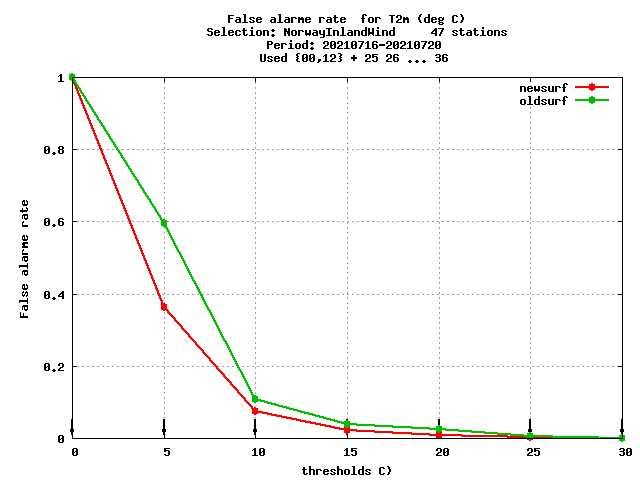 False alarme rate  for T2m (deg C)
Selection: NorwayInlandWind     47 stations
Period: 20210716-20210720
Used {00,12} + 25 26 ... 36
newsurf
oldsurf
False alarme rate
1
0.8
0.6
0.4
0.2
0
0 5 10 15 20 25 30
thresholds C)